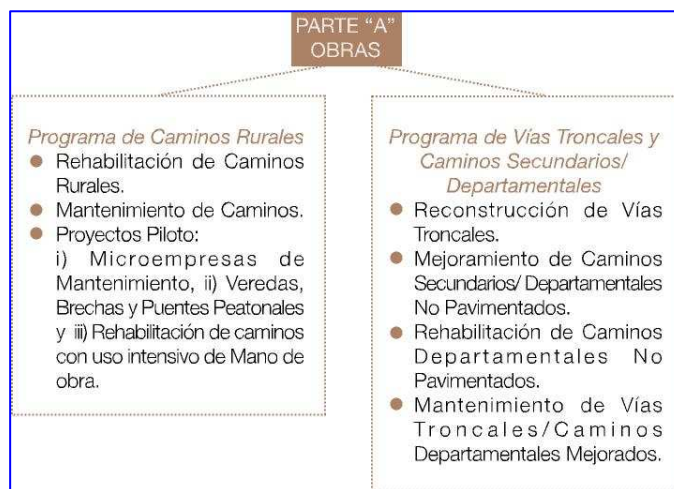 PARTE “A”
OBRAS
Programa de Caminos Rurales
● Rehabilitación de Caminos
Rurales.
● Mantenimiento de Caminos.
● Proyectos Piloto:
i) Microempresas de
Mantenimiento, ii) Veredas,
Brechas y Puentes Peatonales
y iii) Rehabilitación de caminos
con uso intensivo de Mano de
obra.
Programa de Vías Troncales y
Caminos Secundarios/
Departamentales
● Reconstrucción de Vías
Troncales.
● Mejoramiento de Caminos
Secundarios/ Departamentales
No Pavimentados.
● Rehabilitación de Caminos
Departamentales No
Pavimentados.
● Mantenimiento de Vías
Troncales/Caminos
Departamentales Mejorados.